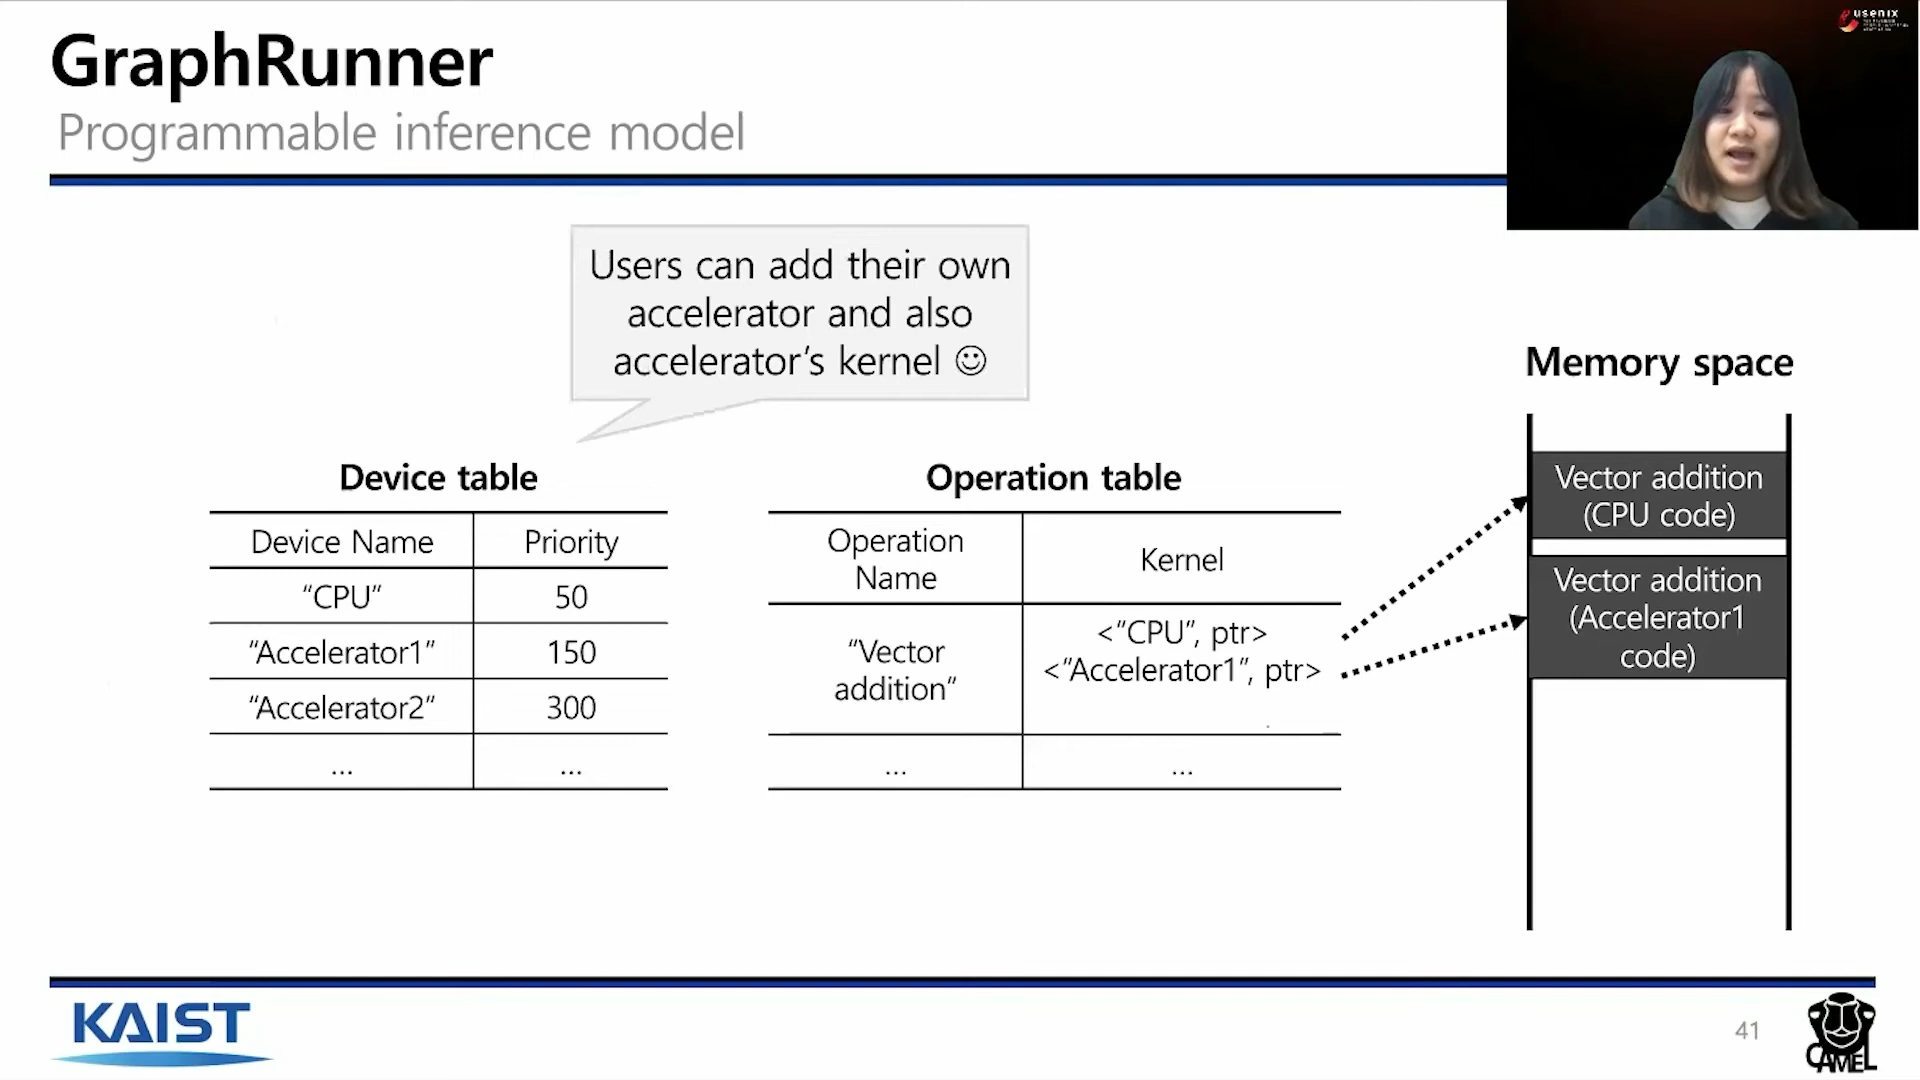 GraphRunner
Programmable inference model
usenix
Users can add their own
accelerator and also
accelerator’s kernel ☺
Memory space
Device table
Device Name Priority
“CPU” 50
“Accelerator1” 150
“Accelerator2” 300
... ...
Operation table
Operation
Name
Kernel
“Vector
addition”
<“CPU”, ptr>
<“Accelerator1”, ptr>
... ...
Vector addition
(CPU code)
Vector addition
(Accelerator1
code)
KAIST
41
CAMEL